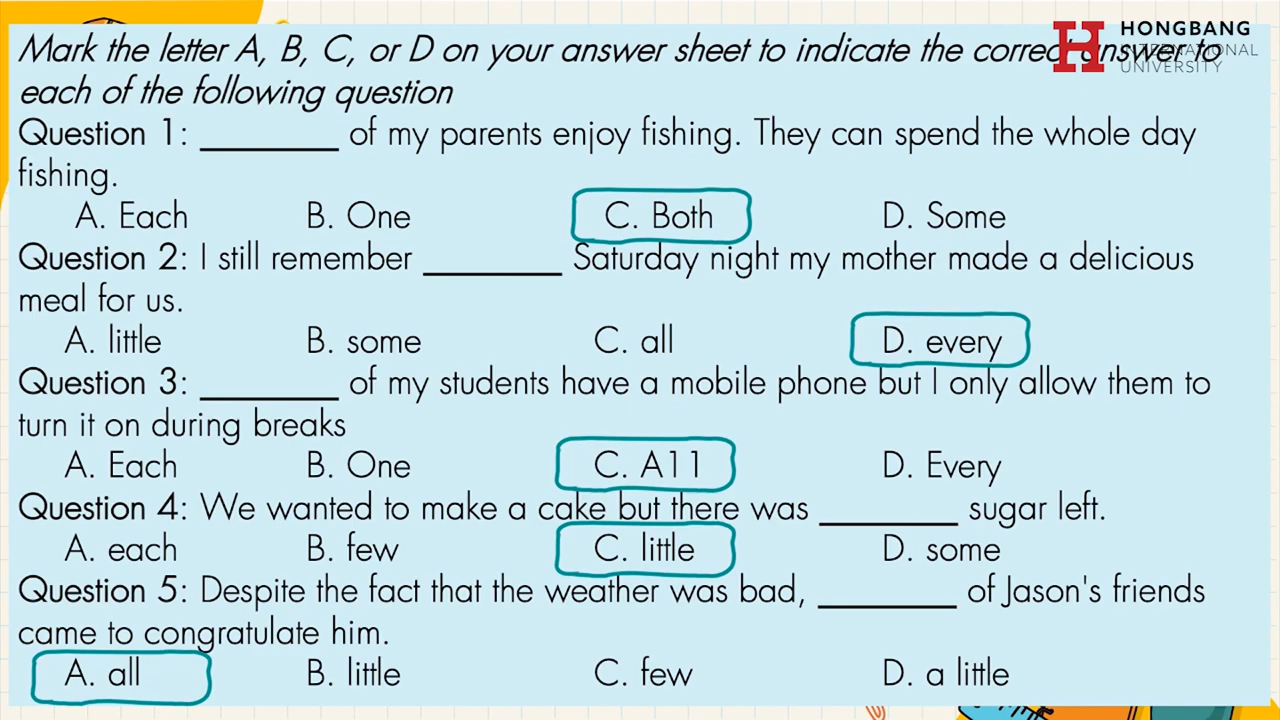 HONGBANG
INTERNATIONAL
UNIVERSITY
Mark the letter A, B, C, or D on your answer sheet to indicate the correct answer to
each of the following question
Question 1: __________ of my parents enjoy fishing. They can spend the whole day
fishing.
A. Each B. One C. Both D. Some
Question 2: I still remember __________ Saturday night my mother made a delicious
meal for us.
A. little B. some C. all D. every
Question 3: __________ of my students have a mobile phone but I only allow them to
turn it on during breaks
A. Each B. One C. A11 D. Every
Question 4: We wanted to make a cake but there was __________ sugar left.
A. each B. few C. little D. some
Question 5: Despite the fact that the weather was bad, __________ of Jason's friends
came to congratulate him.
A. all B. little C. few D. a little